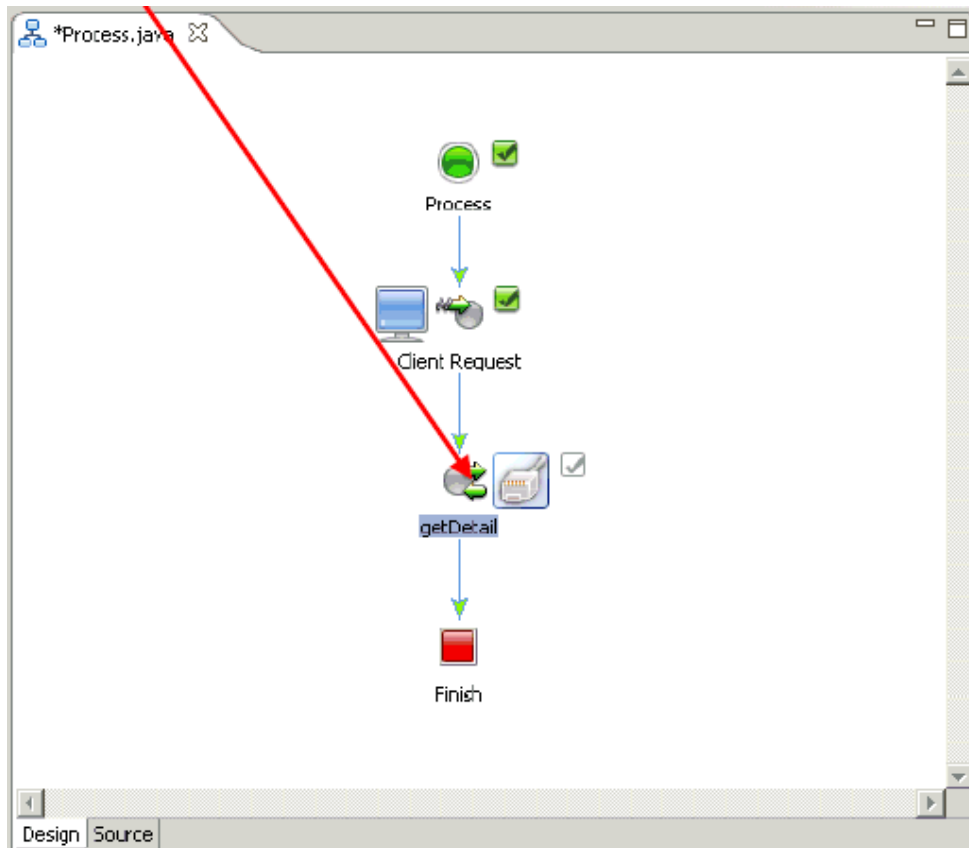 *Process.java
Process
Client Request
getDetail
Finish
Design Source